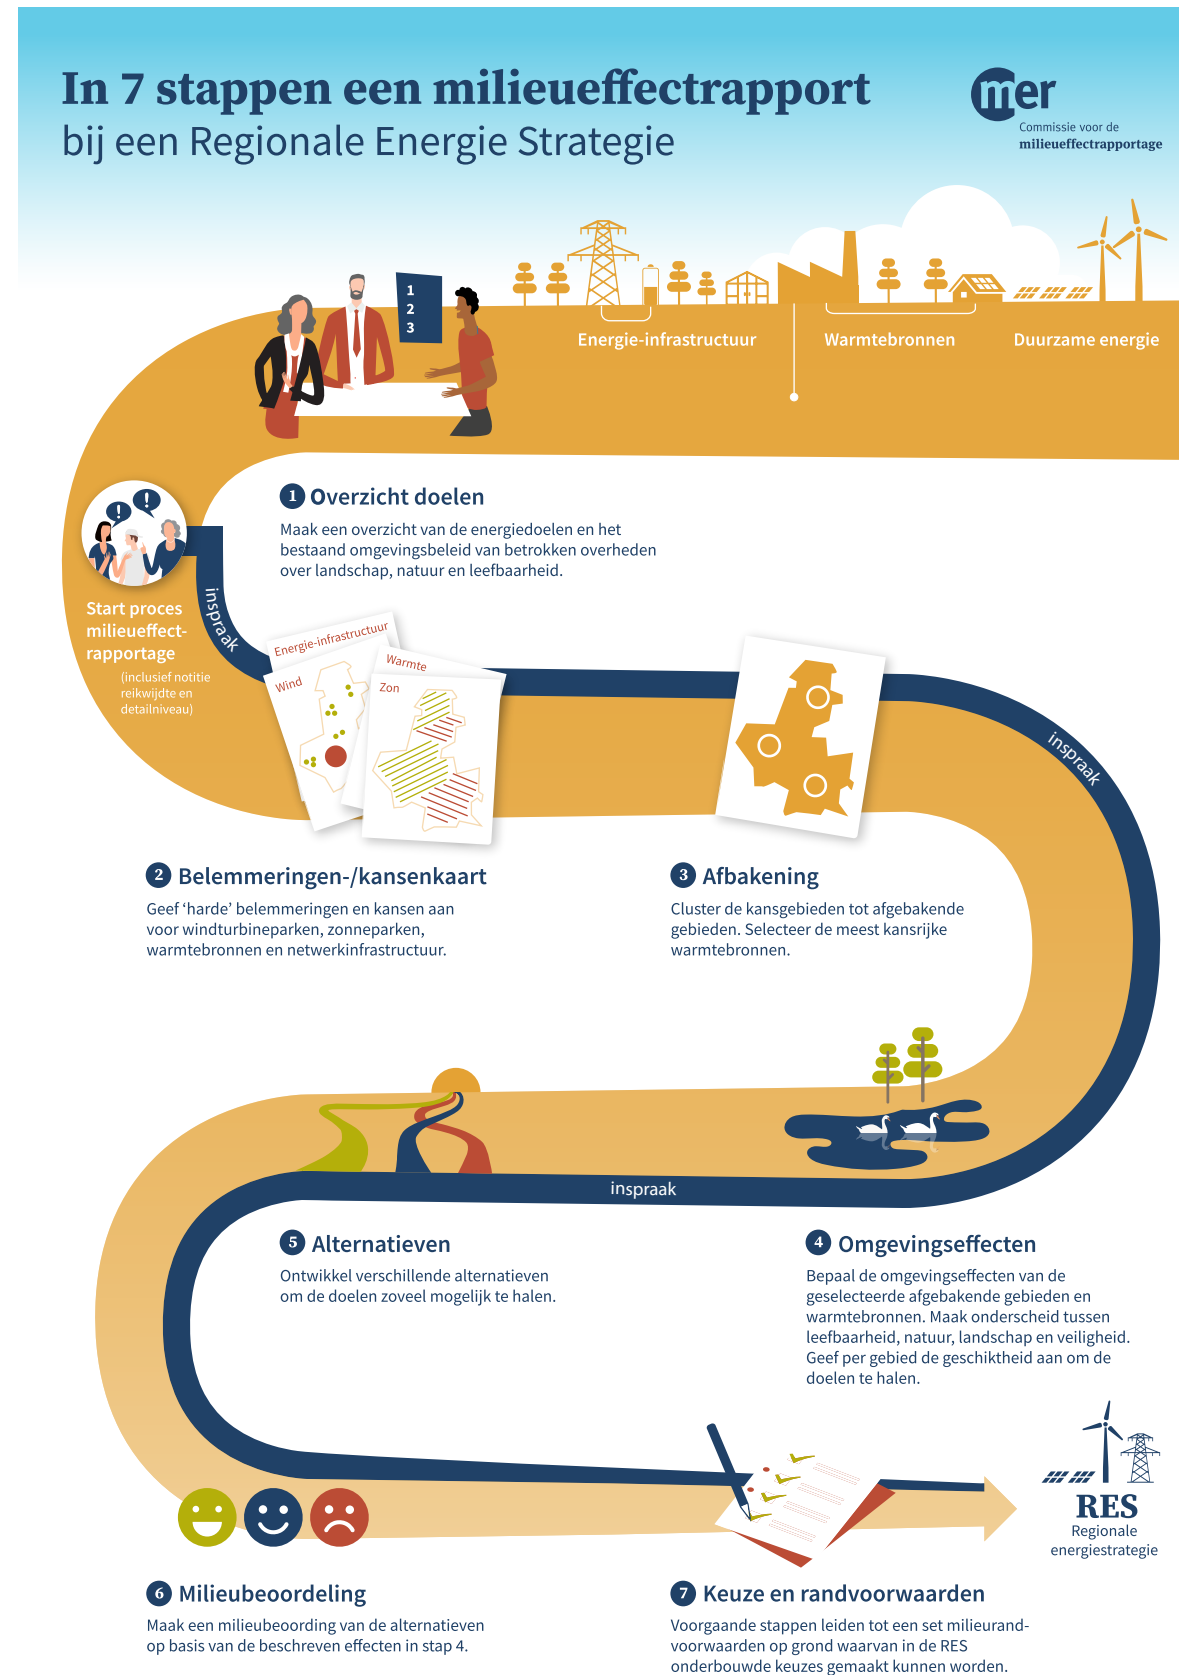 In 7 stappen een milieueffectrapport
bij een Regionale Energie Strategie
mer
Commissie voor de
milieueffectrapportage
1
2
3
Energie-infrastructuur
Warmtebronnen
Duurzame energie
1 Overzicht doelen
Maak een overzicht van de energiedoelen en het
bestaand omgevingsbeleid van betrokken overheden
over landschap, natuur en leefbaarheid.
! !
Start proces
milieueffect-
rapportage
(inclusief notitie
reikwijdte en
detailniveau)
inspraak
Energie-infrastructuur
Wind
Warmte
Zon
inspraak
2 Belemmeringen-/kansenkaart
Geef ‘harde’ belemmeringen en kansen aan
voor windturbineparken, zonneparken,
warmtebronnen en netwerkinfrastructuur.
3 Afbakening
Cluster de kansgebieden tot afgebakende
gebieden. Selecteer de meest kansrijke
warmtebronnen.
inspraak
5 Alternatieven
Ontwikkel verschillende alternatieven
om de doelen zoveel mogelijk te halen.
4 Omgevingseffecten
Bepaal de omgevingseffecten van de
geselecteerde afgebakende gebieden en
warmtebronnen. Maak onderscheid tussen
leefbaarheid, natuur, landschap en veiligheid.
Geef per gebied de geschiktheid aan om de
doelen te halen.
RES
Regionale
energiestrategie
6 Milieubeoordeling
Maak een milieubeoording van de alternatieven
op basis van de beschreven effecten in stap 4.
7 Keuze en randvoorwaarden
Voorgaande stappen leiden tot een set milieurand-
voorwaarden op grond waarvan in de RES
onderbouwde keuzes gemaakt kunnen worden.